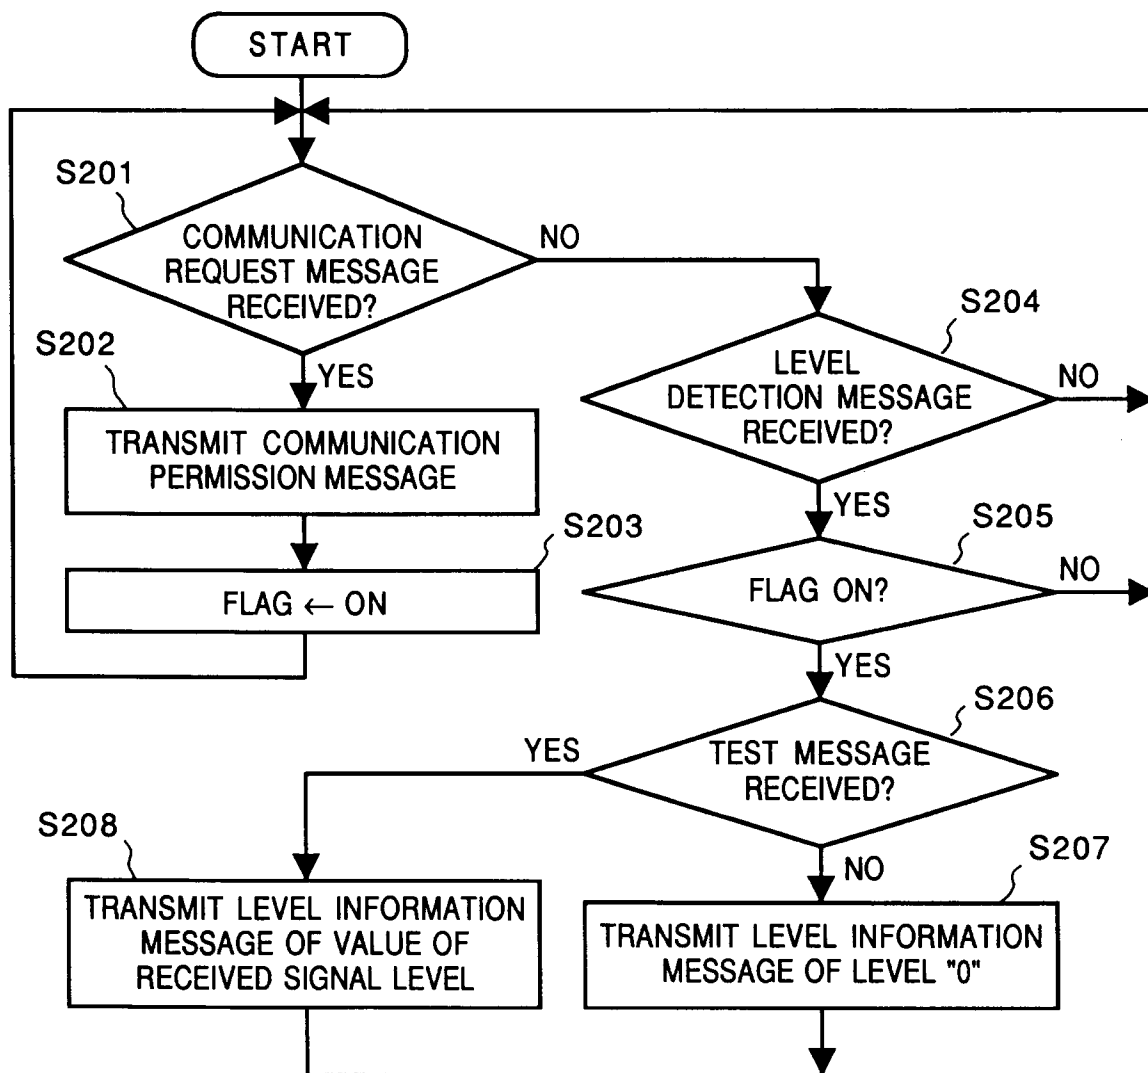 START
S201
COMMUNICATION
REQUEST MESSAGE
RECEIVED?
NO
YES
S202
TRANSMIT COMMUNICATION
PERMISSION MESSAGE
S203
FLAG ← ON
S204
LEVEL
DETECTION MESSAGE
RECEIVED?
NO
YES
S205
FLAG ON?
NO
YES
S206
TEST MESSAGE
RECEIVED?
YES
NO
S208
TRANSMIT LEVEL INFORMATION
MESSAGE OF VALUE OF
RECEIVED SIGNAL LEVEL
S207
TRANSMIT LEVEL INFORMATION
MESSAGE OF LEVEL "0"